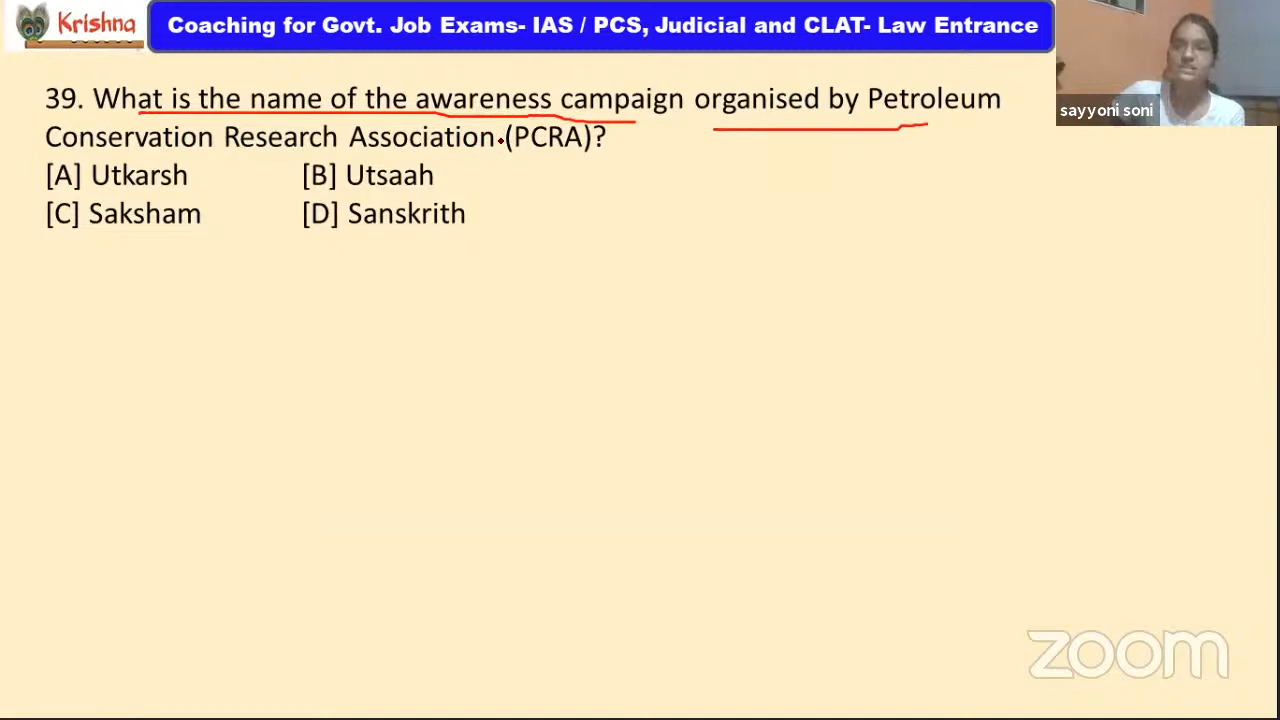 Krishna
Coaching for Govt. Job Exams- IAS / PCS, Judicial and CLAT- Law Entrance
sayyoni soni
39. What is the name of the awareness campaign organised by Petroleum
Conservation Research Association (PCRA)?
[A] Utkarsh [B] Utsaah
[C] Saksham [D] Sanskrith
zoom